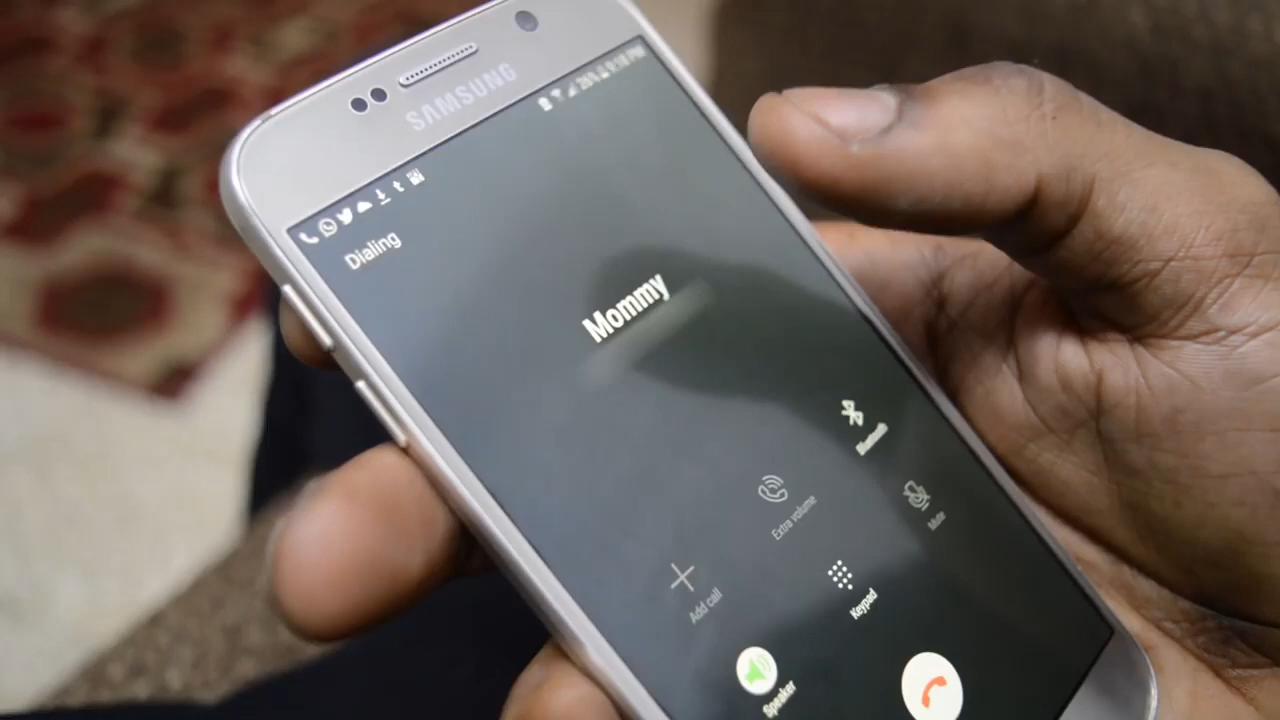 SAMSUNG
Dialing
Mommy
Add call
Extra volume
Bluetooth
Speaker
Keypad
Mute